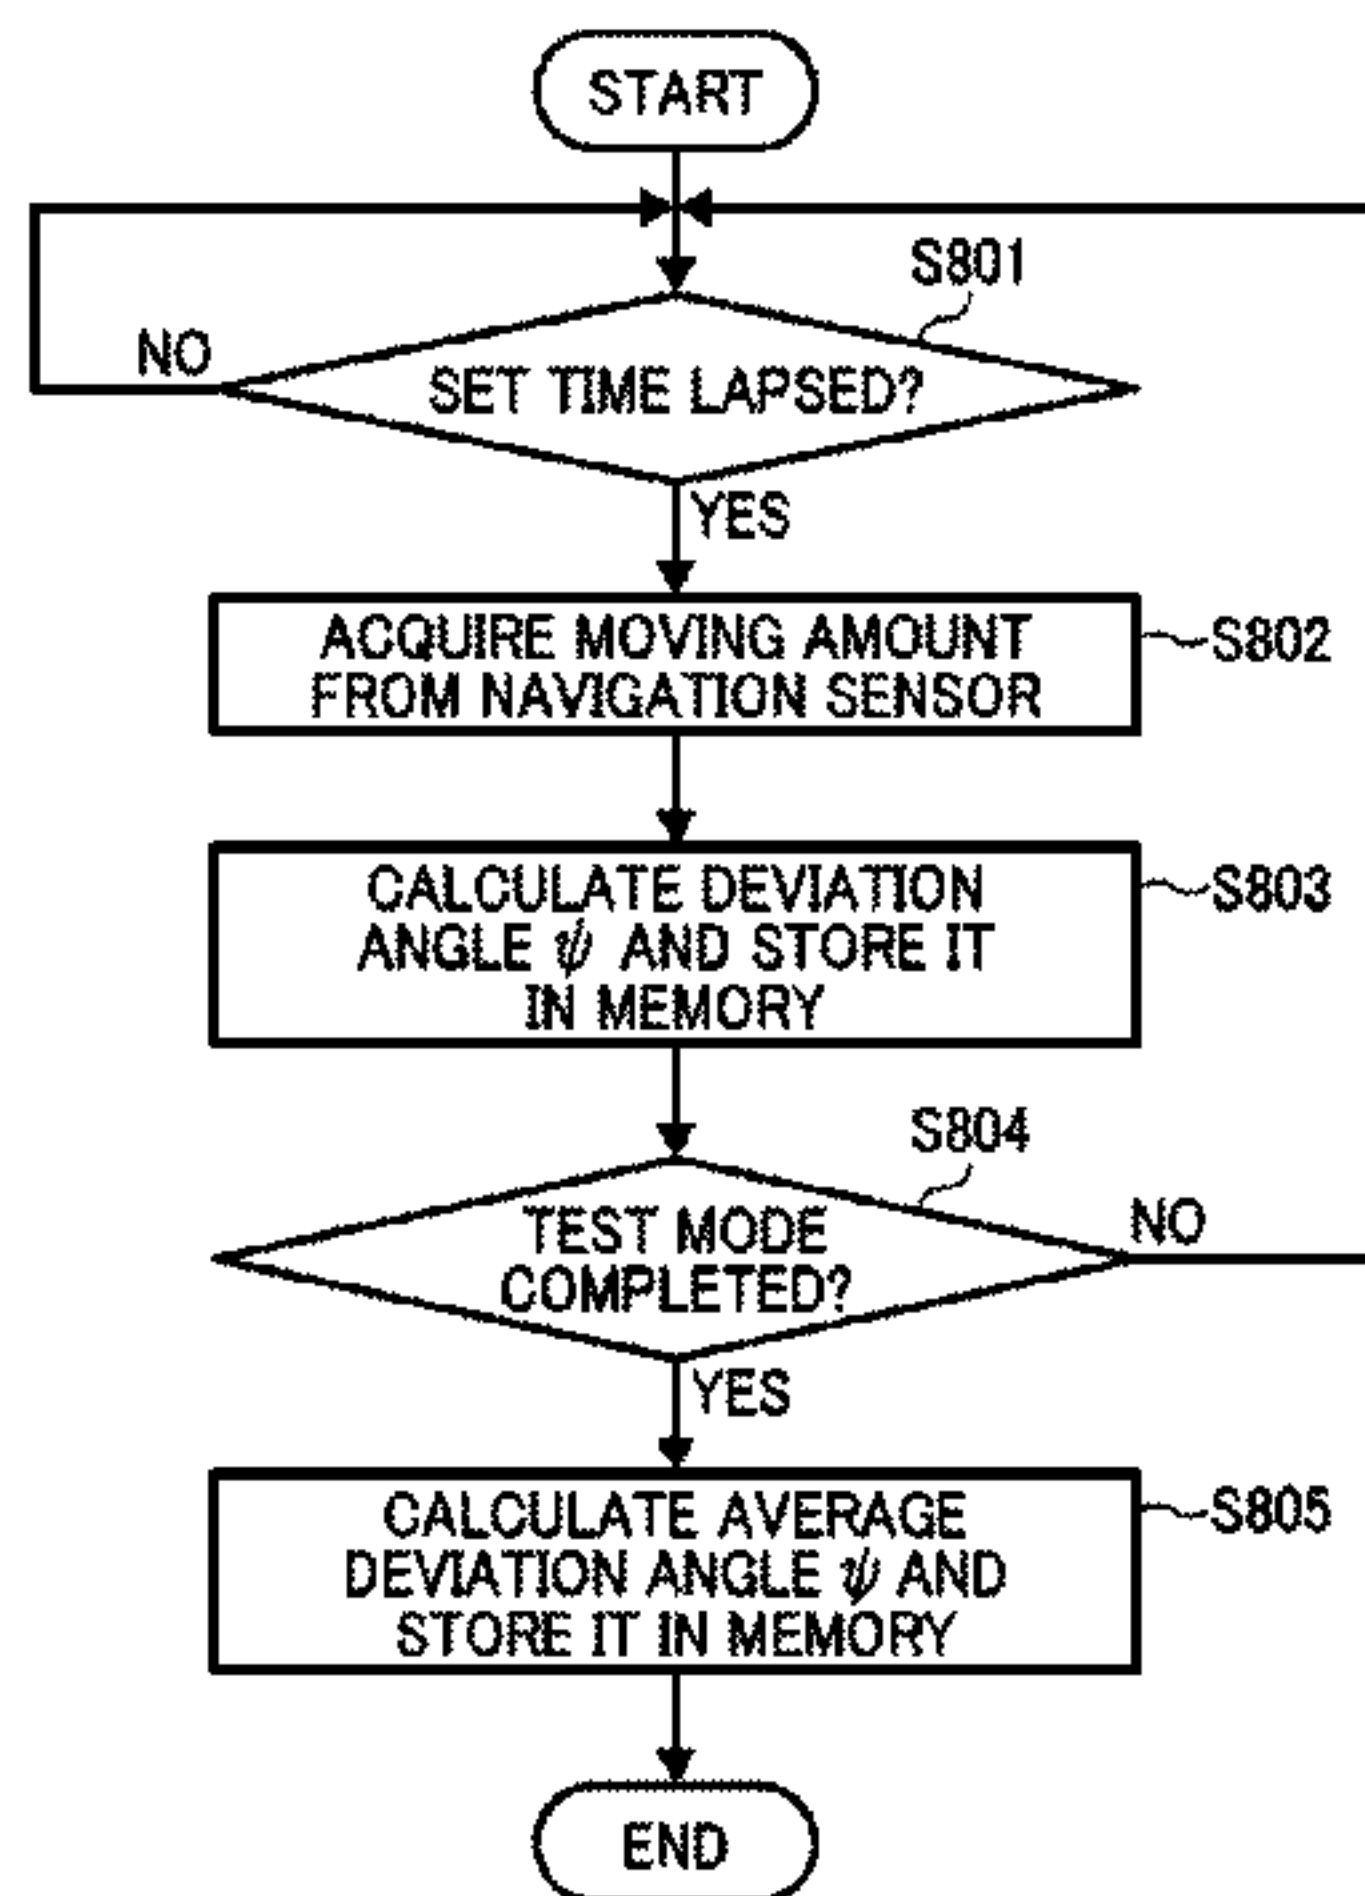 START
S801
NO
SET TIME LAPSED?
YES
ACQUIRE MOVING AMOUNT
FROM NAVIGATION SENSOR
S802
CALCULATE DEVIATION
ANGLE ψ AND STORE IT
IN MEMORY
S803
S804
TEST MODE
COMPLETED?
NO
YES
CALCULATE AVERAGE
DEVIATION ANGLE ψ AND
STORE IT IN MEMORY
S805
END